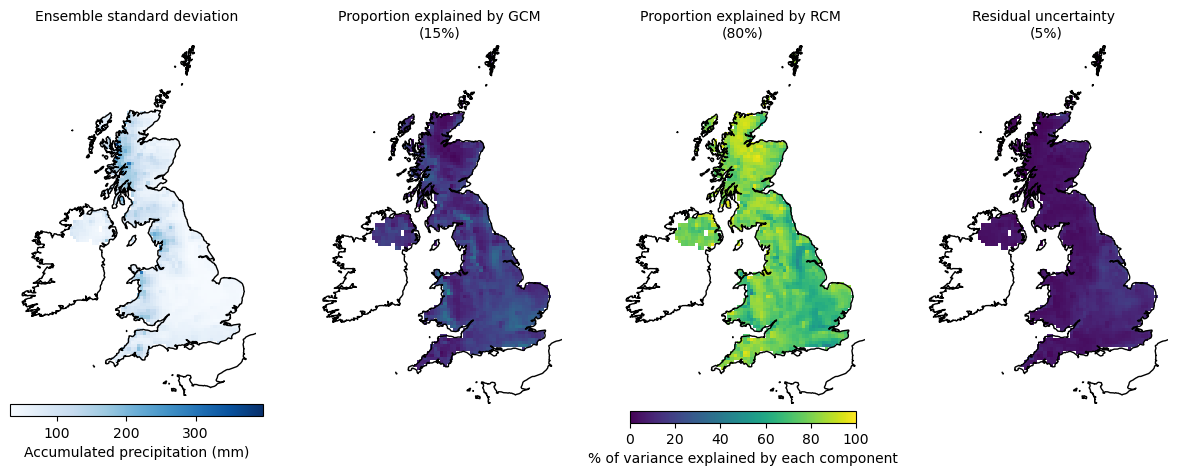 Ensemble standard deviation
Proportion explained by GCM
(15%)
Proportion explained by RCM
(80%)
Residual uncertainty
(5%)
100 200 300
Accumulated precipitation (mm)
0 20 40 60 80 100
% of variance explained by each component